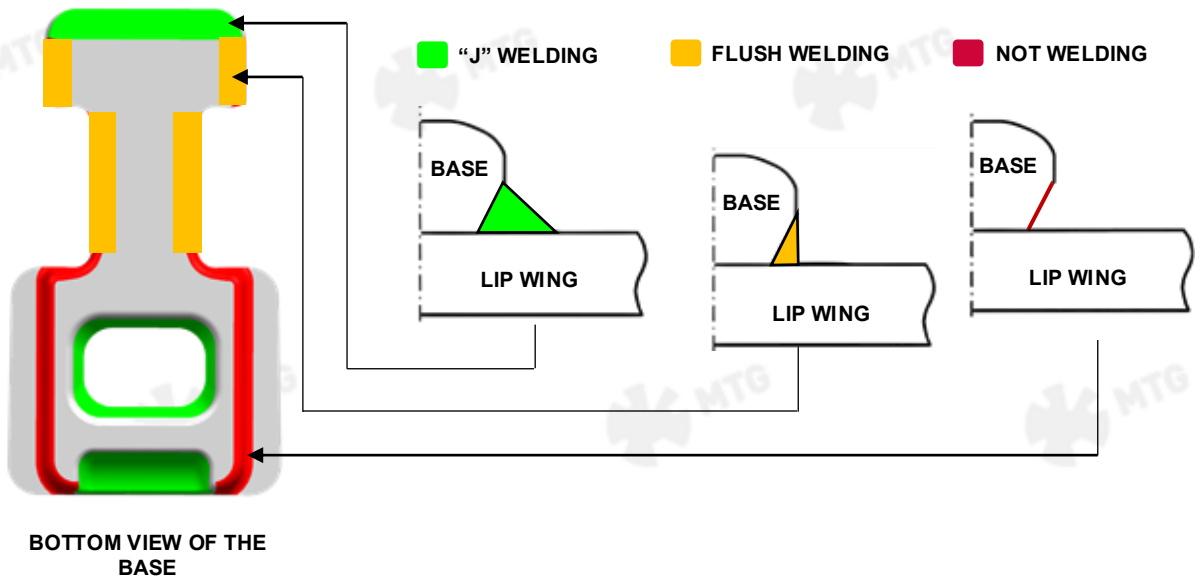 “J” WELDING
FLUSH WELDING
NOT WELDING
BASE
LIP WING
BASE
LIP WING
BASE
LIP WING
BOTTOM VIEW OF THE
BASE
MTG
MTG
MTG
MTG
MTG